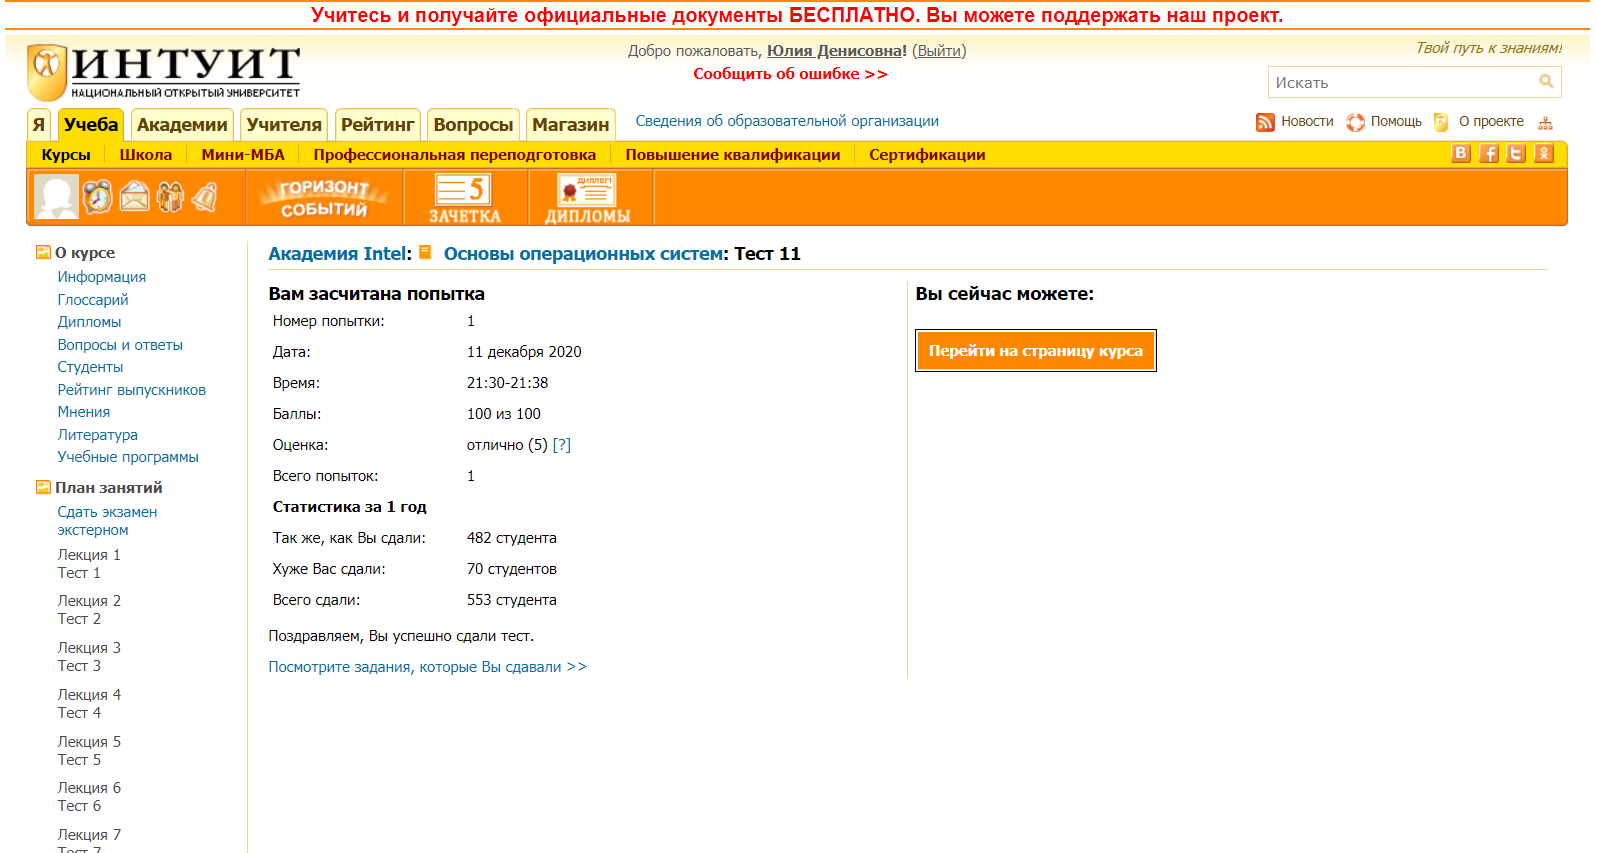 Учитесь и получайте официальные документы БЕСПЛАТНО. Вы можете поддержать наш проект.
ИНТУИТ
НАЦИОНАЛЬНЫЙ ОТКРЫТЫЙ УНИВЕРСИТЕТ
Добро пожаловать, Юлия Денисовна! (Выйти)
Сообщить об ошибке >>
Твой путь к знаниям!
Искать
Я Учеба Академии Учителя Рейтинг Вопросы Магазин Сведения об образовательной организации
Новости Помощь О проекте
Курсы Школа Мини-МБА Профессиональная переподготовка Повышение квалификации Сертификации
ГОРИЗОНТ
СОБЫТИЙ
5
ЗАЧЕТКА
ДИПЛОМ
ДИПЛОМЫ
О курсе
Информация
Глоссарий
Дипломы
Вопросы и ответы
Студенты
Рейтинг выпускников
Мнения
Литература
Учебные программы
План занятий
Сдать экзамен
экстерном
Лекция 1
Тест 1
Лекция 2
Тест 2
Лекция 3
Тест 3
Лекция 4
Тест 4
Лекция 5
Тест 5
Лекция 6
Тест 6
Лекция 7
Тест 7
Академия Intel: Основы операционных систем: Тест 11
Вам засчитана попытка
Номер попытки: 1
Дата: 11 декабря 2020
Время: 21:30-21:38
Баллы: 100 из 100
Оценка: отлично (5) [?]
Всего попыток: 1
Статистика за 1 год
Так же, как Вы сдали: 482 студента
Хуже Вас сдали: 70 студентов
Всего сдали: 553 студента
Поздравляем, Вы успешно сдали тест.
Посмотрите задания, которые Вы сдавали >>
Вы сейчас можете:
Перейти на страницу курса